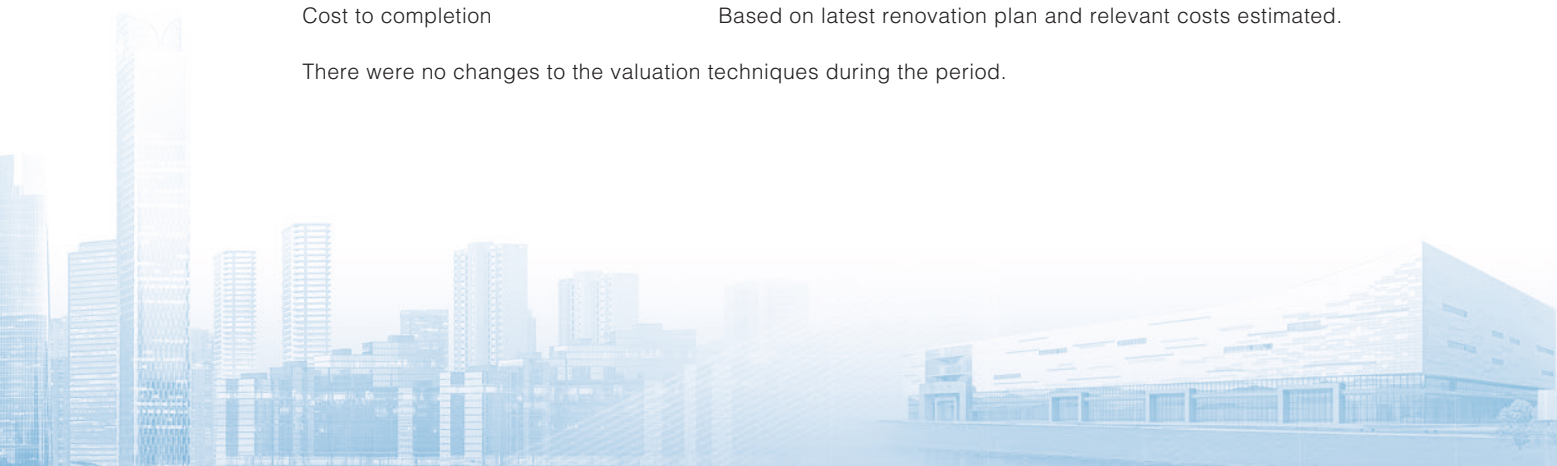 Cost to completion Based on latest renovation plan and relevant costs estimated.
There were no changes to the valuation techniques during the period.